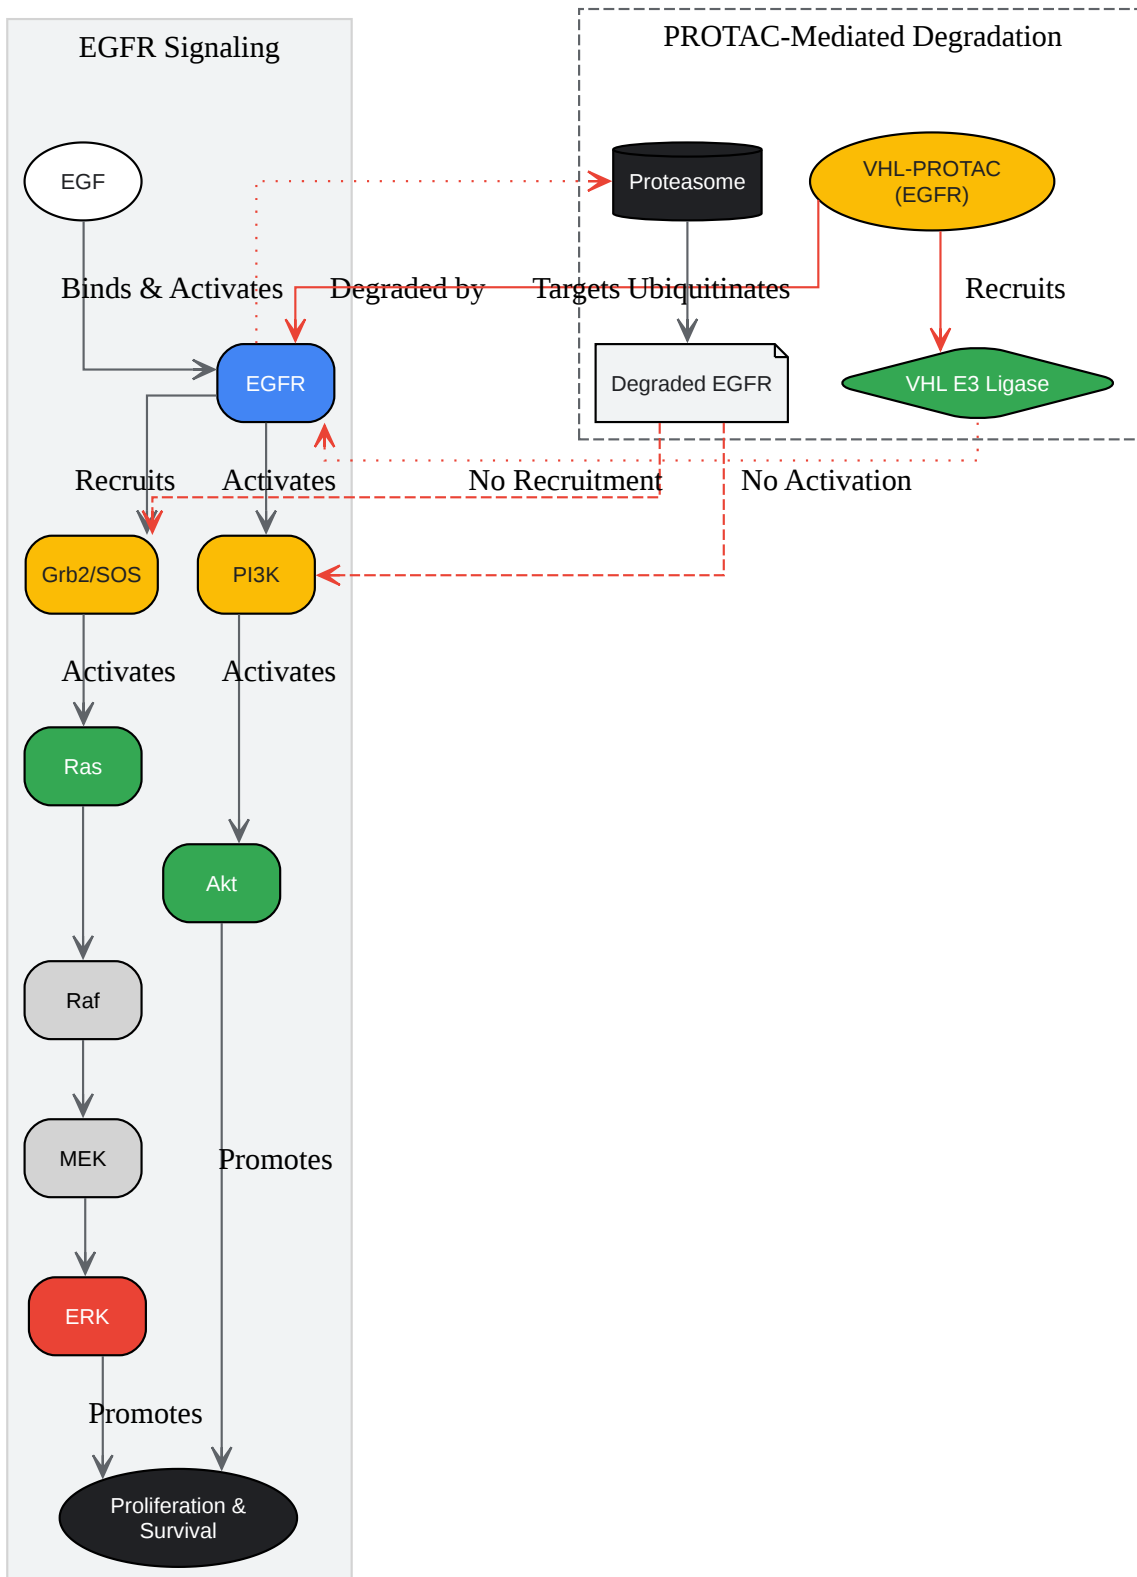 EGFR Signaling
PROTAC-Mediated Degradation
EGF
Proteasome
VHL-PROTAC
(EGFR)
Binds & Activates
Degraded by
Targets
Ubiquitinates
Recruits
EGFR
Degraded EGFR
VHL E3 Ligase
Recruits
Activates
No Recruitment
No Activation
Grb2/SOS
PI3K
Activates
Activates
Ras
Akt
Raf
MEK
Promotes
ERK
Promotes
Proliferation &
Survival